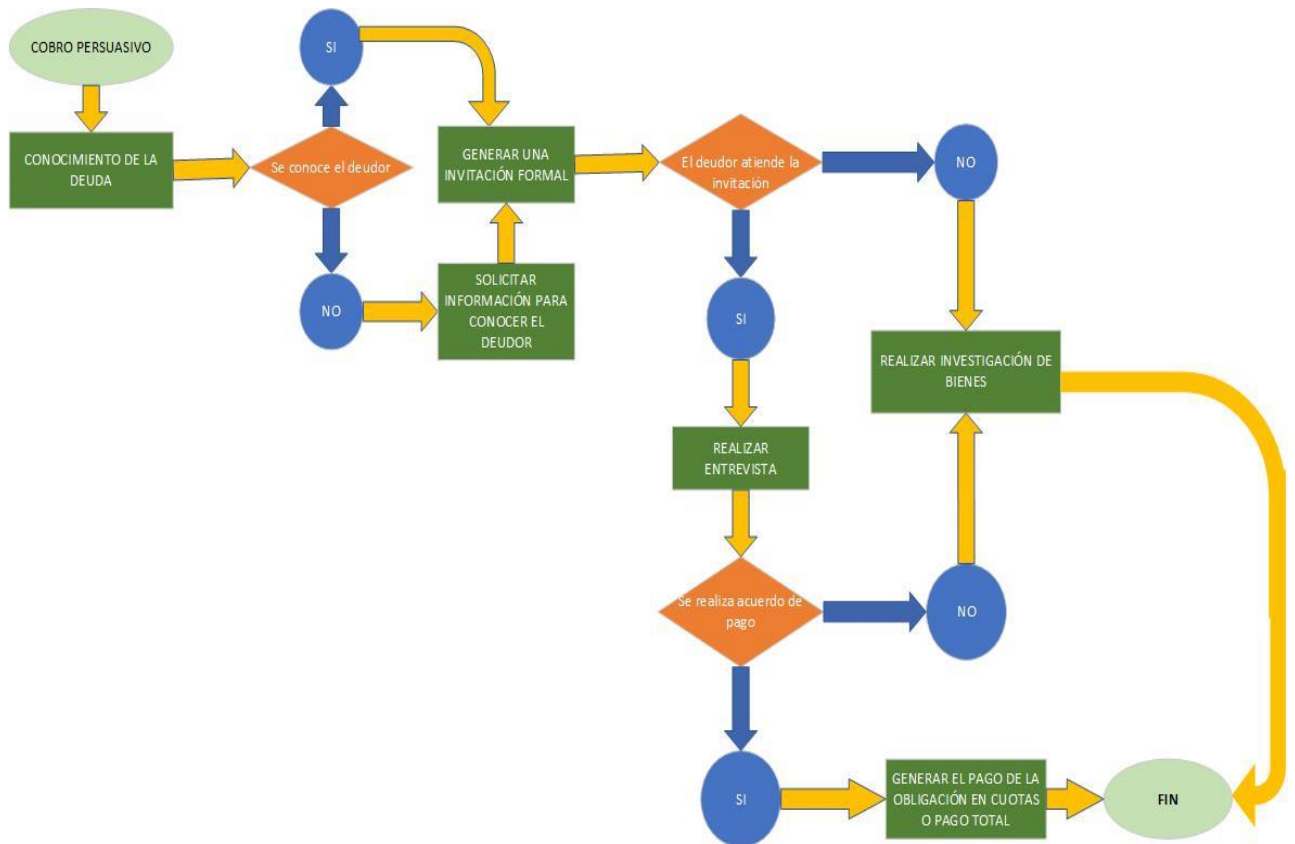 COBRO PERSUASIVO
CONOCIMIENTO DE LA
DEUDA
Se conoce el deudor
SI
NO
GENERAR UNA
INVITACIÓN FORMAL
SOLICITAR
INFORMACIÓN PARA
CONOCER EL
DEUDOR
El deudor atiende la
invitación
NO
SI
REALIZAR INVESTIGACIÓN DE
BIENES
REALIZAR
ENTREVISTA
Se realiza acuerdo de
pago
NO
SI
GENERAR EL PAGO DE LA
OBLIGACIÓN EN CUOTAS
O PAGO TOTAL
FIN